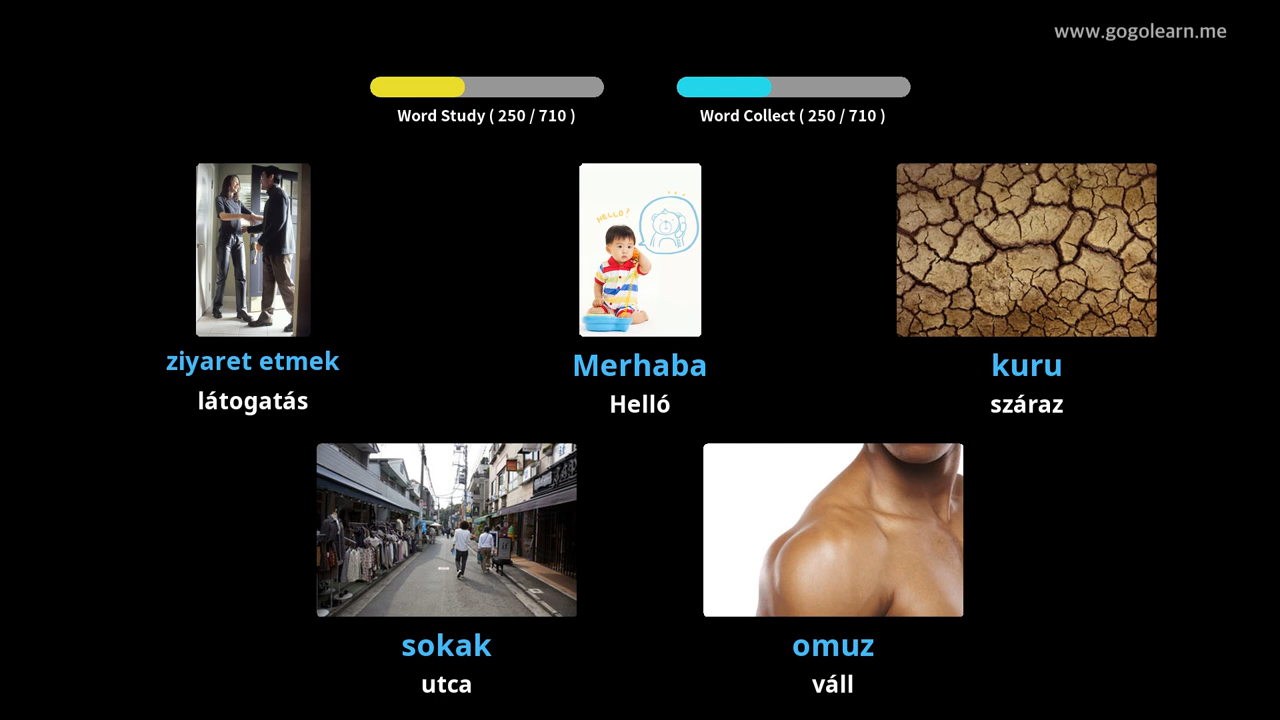 www.gogolearn.me
Word Study ( 250 / 710 )
Word Collect ( 250 / 710 )
HELLO?
ziyaret etmek
látogatás
Merhaba
Helló
kuru
száraz
sokak
utca
omuz
váll